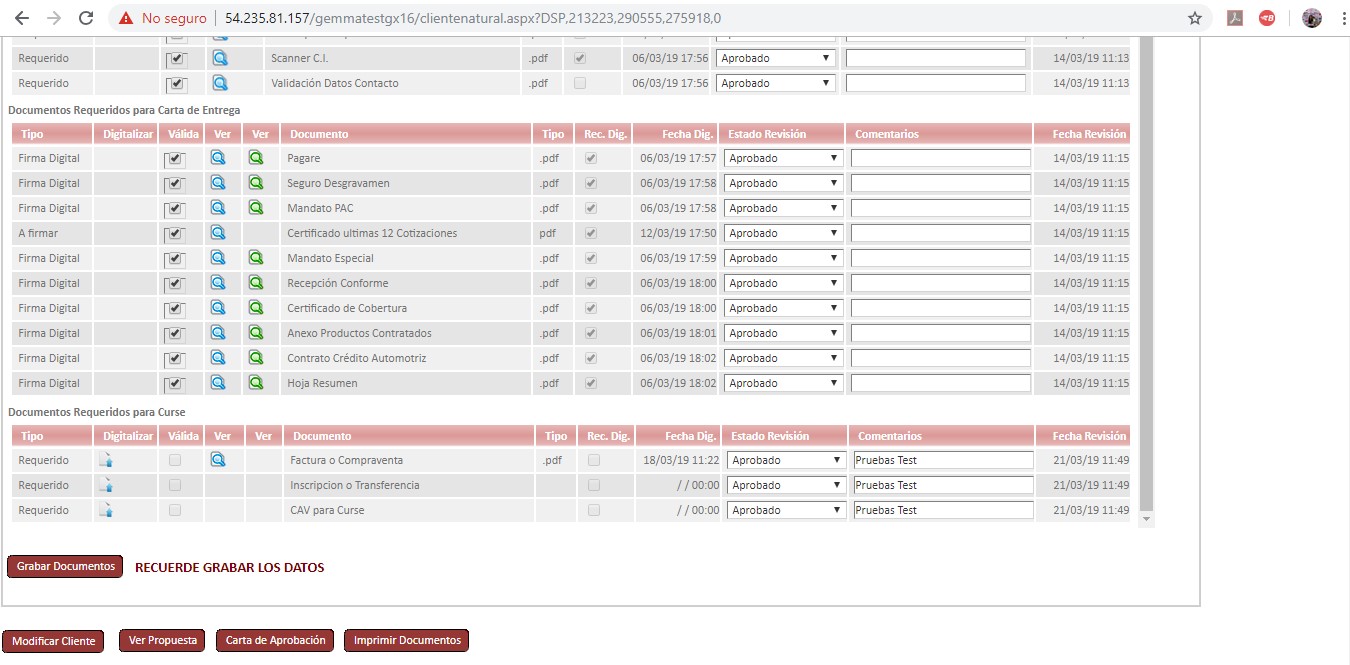 No seguro 54.235.81.157/gemmatestgx16/clientenatural.aspx?DSP,213223,290555,275918,0
Requerido Scanner C.I. .pdf 06/03/19 17:56 Aprobado 14/03/19 11:13
Requerido Validación Datos Contacto .pdf 06/03/19 17:56 Aprobado 14/03/19 11:13
Documentos Requeridos para Carta de Entrega
Tipo Digitalizar Válida Ver Ver Documento Tipo Rec. Dig. Fecha Dig. Estado Revisión Comentarios Fecha Revisión
Firma Digital Pagare .pdf 06/03/19 17:57 Aprobado 14/03/19 11:15
Firma Digital Seguro Desgravamen .pdf 06/03/19 17:58 Aprobado 14/03/19 11:15
Firma Digital Mandato PAC .pdf 06/03/19 17:58 Aprobado 14/03/19 11:15
A firmar Certificado ultimas 12 Cotizaciones pdf 12/03/19 17:50 Aprobado 14/03/19 11:15
Firma Digital Mandato Especial .pdf 06/03/19 17:59 Aprobado 14/03/19 11:15
Firma Digital Recepción Conforme .pdf 06/03/19 18:00 Aprobado 14/03/19 11:15
Firma Digital Certificado de Cobertura .pdf 06/03/19 18:00 Aprobado 14/03/19 11:15
Firma Digital Anexo Productos Contratados .pdf 06/03/19 18:01 Aprobado 14/03/19 11:15
Firma Digital Contrato Crédito Automotriz .pdf 06/03/19 18:02 Aprobado 14/03/19 11:15
Firma Digital Hoja Resumen .pdf 06/03/19 18:02 Aprobado 14/03/19 11:15
Documentos Requeridos para Curse
Tipo Digitalizar Válida Ver Ver Documento Tipo Rec. Dig. Fecha Dig. Estado Revisión Comentarios Fecha Revisión
Requerido Factura o Compraventa .pdf 18/03/19 11:22 Aprobado Pruebas Test 21/03/19 11:49
Requerido Inscripcion o Transferencia / / 00:00 Aprobado Pruebas Test 21/03/19 11:49
Requerido CAV para Curse / / 00:00 Aprobado Pruebas Test 21/03/19 11:49
Grabar Documentos RECUERDE GRABAR LOS DATOS
Modificar Cliente Ver Propuesta Carta de Aprobación Imprimir Documentos